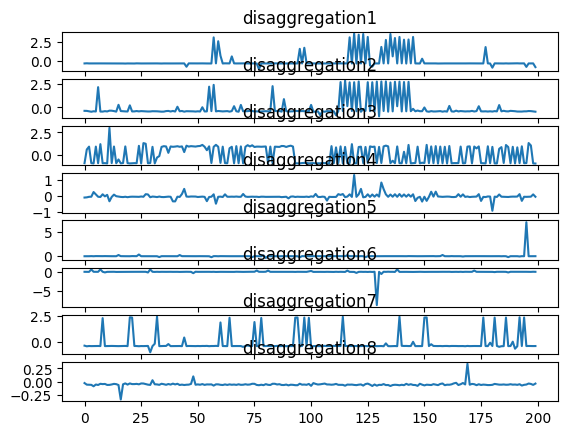 disaggregation1
2.5
0.0
disaggregation2
2.5
0.0
disaggregation3
2.5
0.0
disaggregation4
1
0
−1
disaggregation5
5
0
disaggregation6
0
−5
disaggregation7
2.5
0.0
disaggregation8
0.25
0.00
−0.25
0 25 50 75 100 125 150 175 200